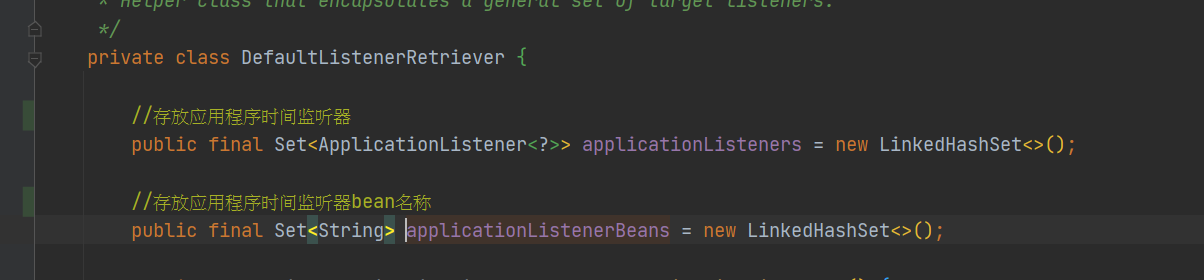 * Helper class that encapsulates a general set of target listeners.
*/
private class DefaultListenerRetriever {
//存放应用程序时间监听器
public final Set<ApplicationListener<?>> applicationListeners = new LinkedHashSet<>();
//存放应用程序时间监听器bean名称
public final Set<String> applicationListenerBeans = new LinkedHashSet<>();